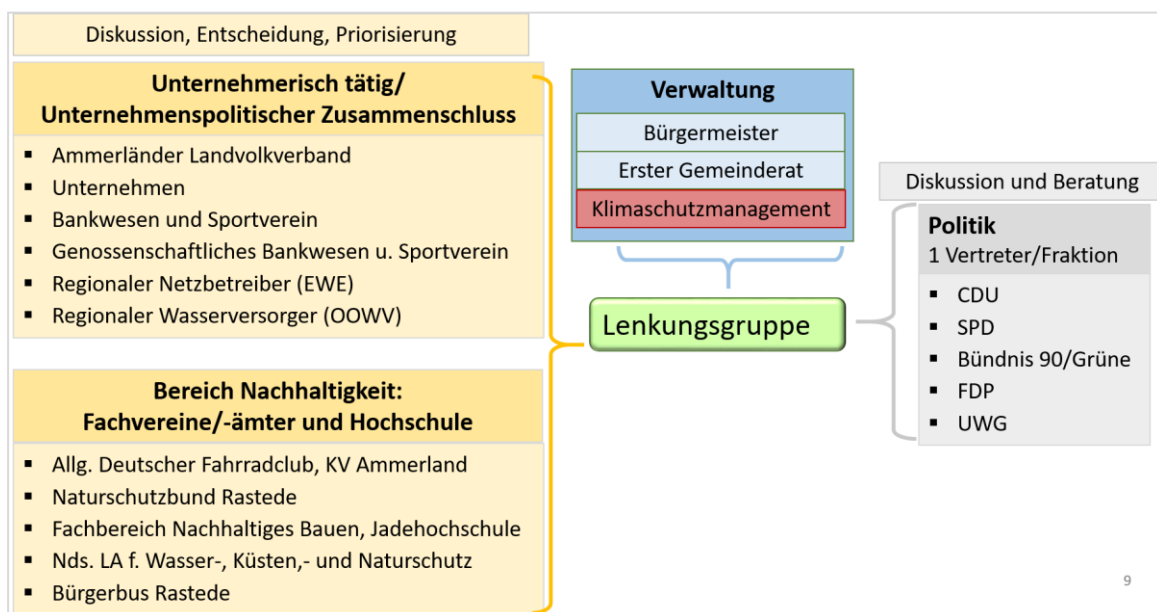 Diskussion, Entscheidung, Priorisierung
Unternehmerisch tätig/
Unternehmenspolitischer Zusammenschluss
▪ Ammerländer Landvolkverband
▪ Unternehmen
▪ Bankwesen und Sportverein
▪ Genossenschaftliches Bankwesen u. Sportverein
▪ Regionaler Netzbetreiber (EWE)
▪ Regionaler Wasserversorger (OOWV)
Bereich Nachhaltigkeit:
Fachvereine/-ämter und Hochschule
▪ Allg. Deutscher Fahrradclub, KV Ammerland
▪ Naturschutzbund Rastede
▪ Fachbereich Nachhaltiges Bauen, Jadehochschule
▪ Nds. LA f. Wasser-, Küsten,- und Naturschutz
▪ Bürgerbus Rastede
Verwaltung
Bürgermeister
Erster Gemeinderat
Klimaschutzmanagement
Lenkungsgruppe
Diskussion und Beratung
Politik
1 Vertreter/Fraktion
▪ CDU
▪ SPD
▪ Bündnis 90/Grüne
▪ FDP
▪ UWG
9